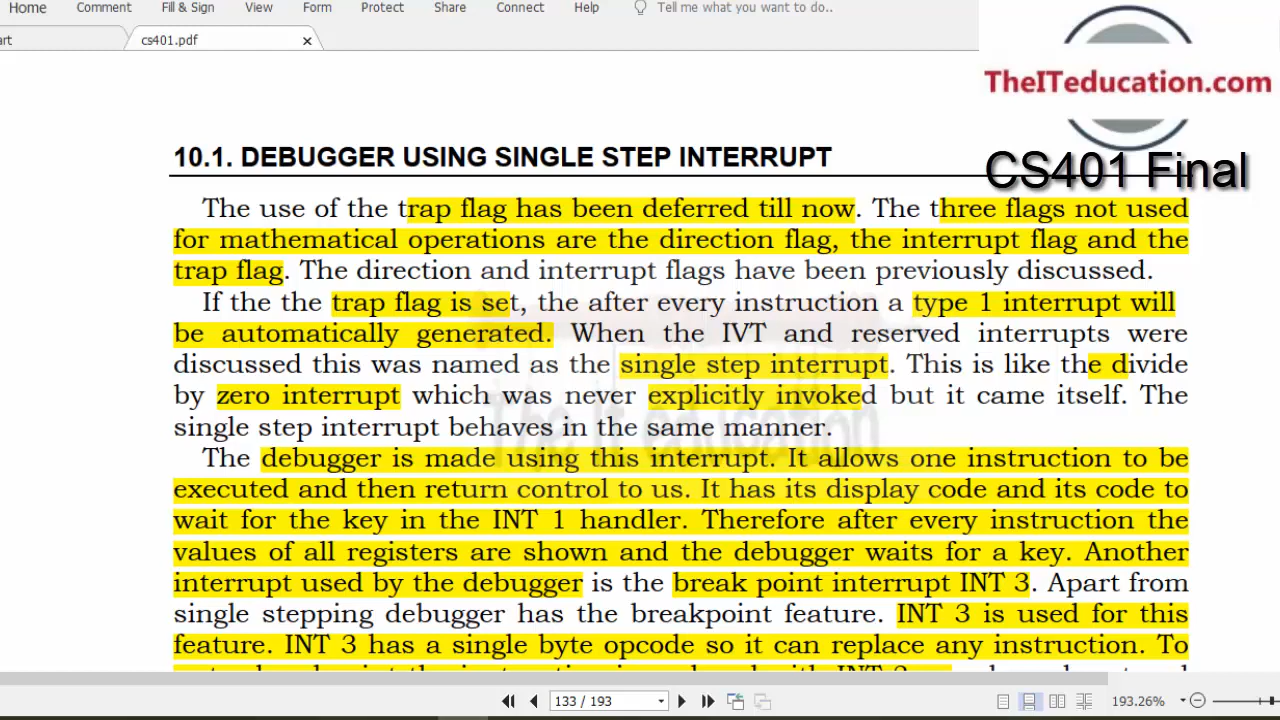 Home Comment Fill & Sign View Form Protect Share Connect Help Tell me what you want to do..
art cs401.pdf ×
TheITeducation.com
CS401 Final
10.1. DEBUGGER USING SINGLE STEP INTERRUPT
The use of the trap flag has been deferred till now. The three flags not used
for mathematical operations are the direction flag, the interrupt flag and the
trap flag. The direction and interrupt flags have been previously discussed.
If the the trap flag is set, the after every instruction a type 1 interrupt will
be automatically generated. When the IVT and reserved interrupts were
discussed this was named as the single step interrupt. This is like the divide
by zero interrupt which was never explicitly invoked but it came itself. The
single step interrupt behaves in the same manner.
The IT education
The debugger is made using this interrupt. It allows one instruction to be
executed and then return control to us. It has its display code and its code to
wait for the key in the INT 1 handler. Therefore after every instruction the
values of all registers are shown and the debugger waits for a key. Another
interrupt used by the debugger is the break point interrupt INT 3. Apart from
single stepping debugger has the breakpoint feature. INT 3 is used for this
feature. INT 3 has a single byte opcode so it can replace any instruction. To
133 / 193 193.26%